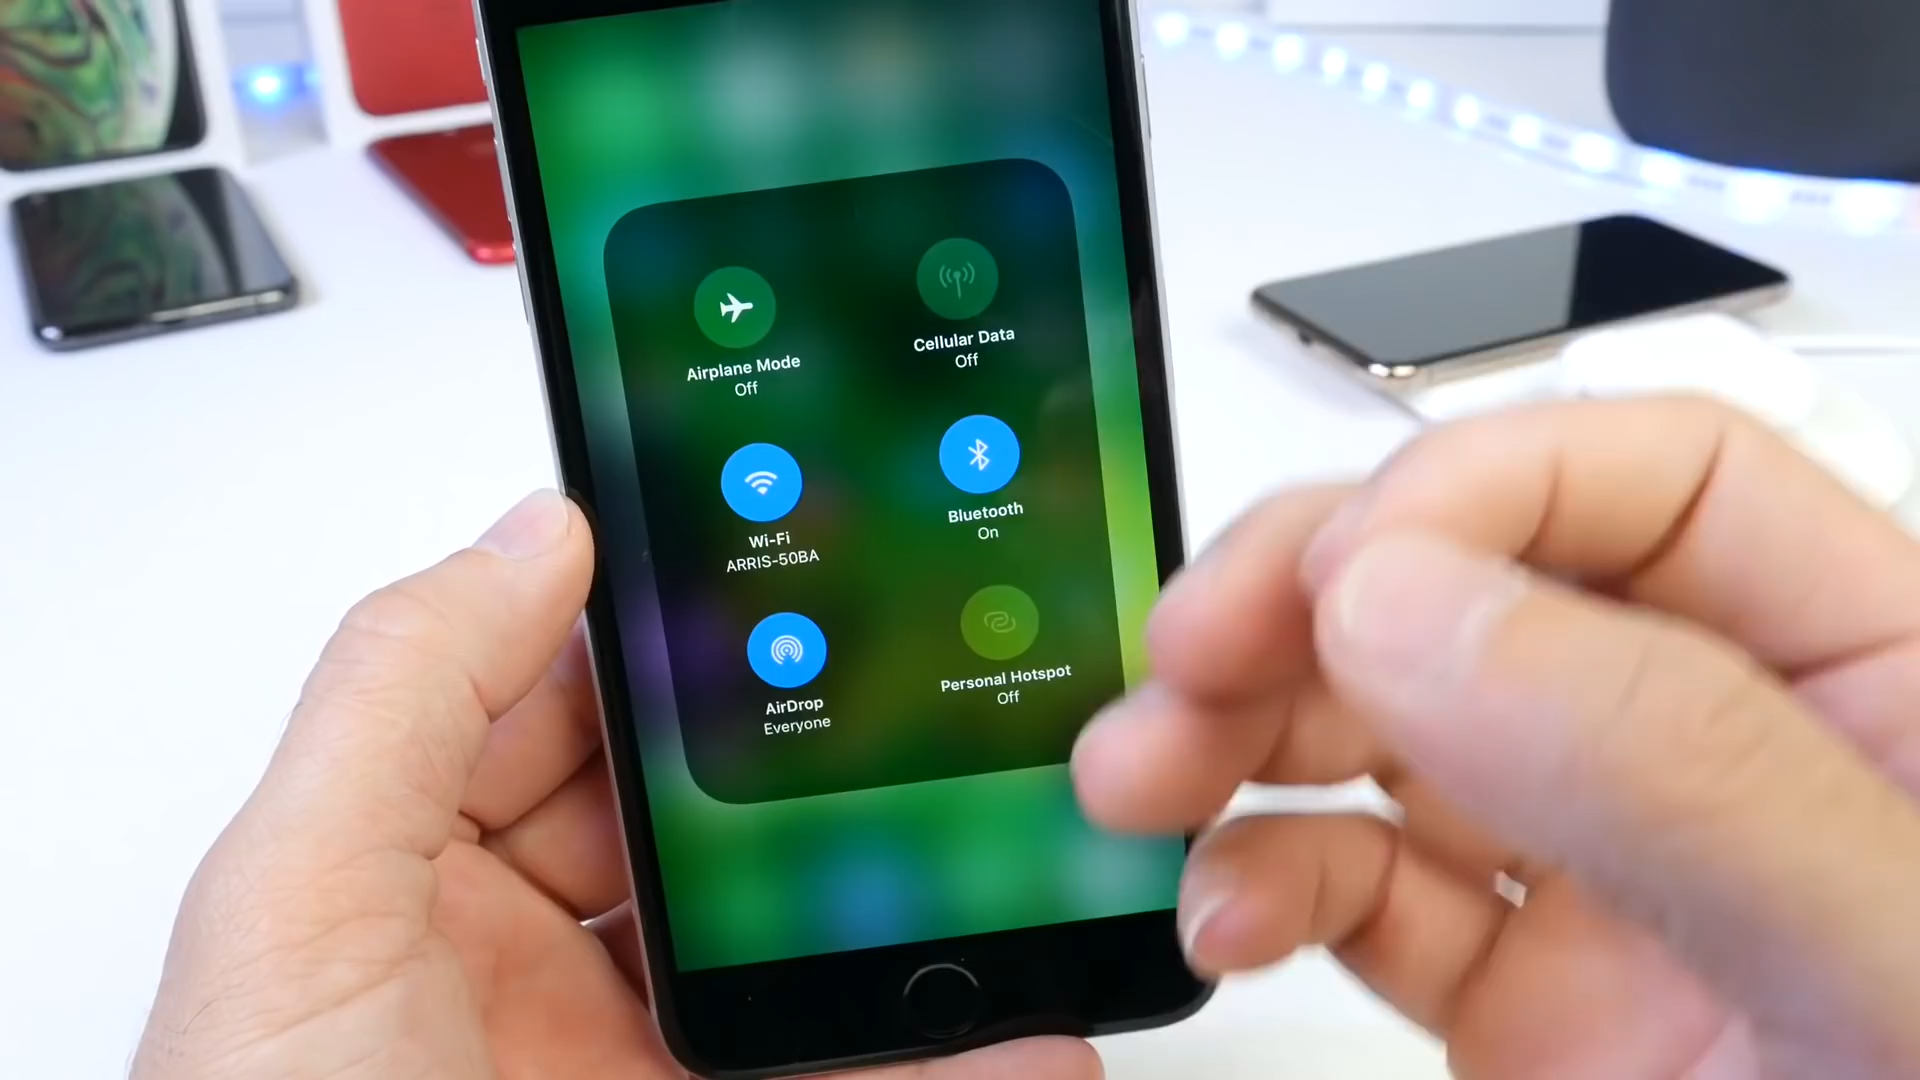 Airplane Mode
Off
Cellular Data
Off
Wi-Fi
ARRIS-50BA
Bluetooth
On
AirDrop
Everyone
Personal Hotspot
Off